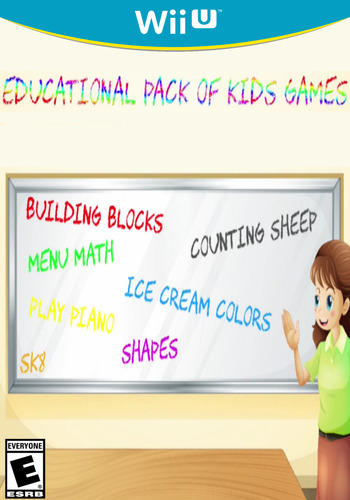 Wii U™
EDUCATIONAL PACK OF KIDS GAMES
BUILDING BLOCKS
COUNTING SHEEP
MENU MATH
ICE CREAM COLORS
PLAY PIANO
SHAPES
SK8
EVERYONE
E
ESRB